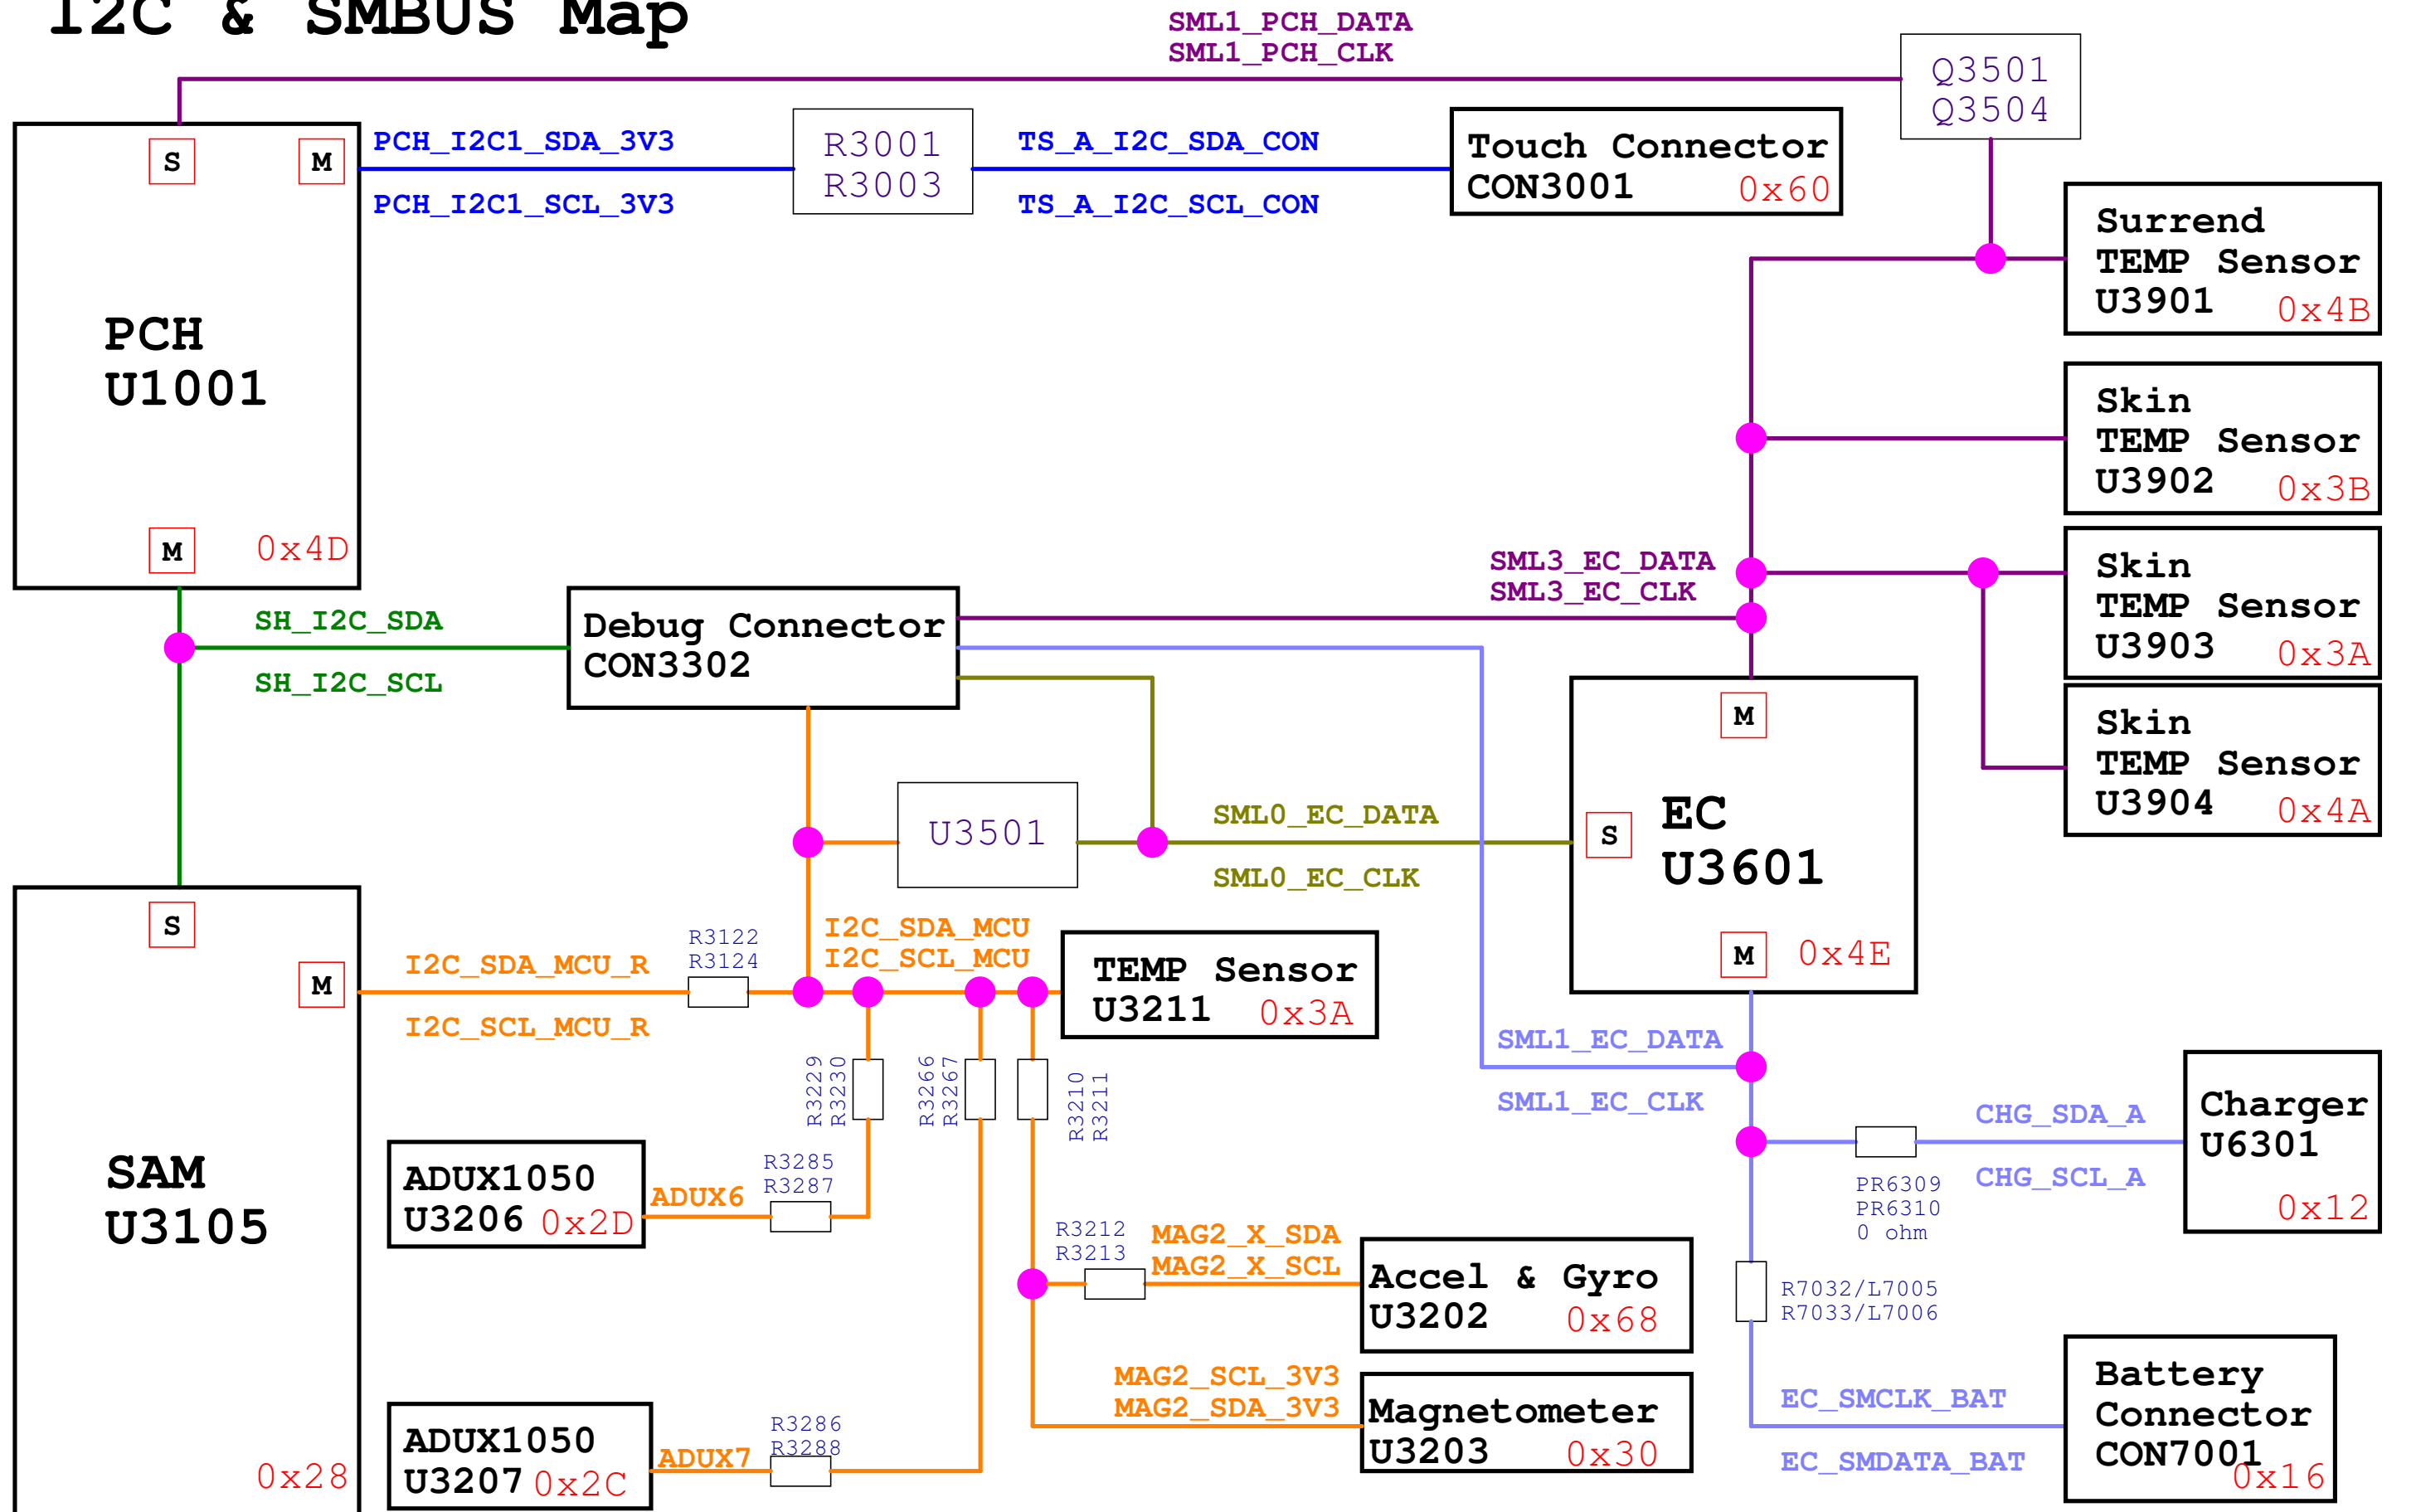 I2C & SMBUS Map
SML1_PCH_DATA
SML1_PCH_CLK
Q3501
Q3504
S
M
PCH_I2C1_SDA_3V3
PCH_I2C1_SCL_3V3
R3001
R3003
TS_A_I2C_SDA_CON
TS_A_I2C_SCL_CON
Touch Connector
CON3001 0x60
Surrend
TEMP Sensor
U3901 0x4B
PCH
U1001
M
0x4D
Skin
TEMP Sensor
U3902 0x3B
Skin
TEMP Sensor
U3903 0x3A
Skin
TEMP Sensor
U3904 0x4A
SH_I2C_SDA
SH_I2C_SCL
Debug Connector
CON3302
SML3_EC_DATA
SML3_EC_CLK
M
S
EC
U3601
M
0x4E
U3501
SML0_EC_DATA
SML0_EC_CLK
S
M
I2C_SDA_MCU_R
I2C_SCL_MCU_R
R3122
R3124
I2C_SDA_MCU
I2C_SCL_MCU
TEMP Sensor
U3211 0x3A
R3229
R3230
R3266
R3267
R3210
R3211
SML1_EC_DATA
SML1_EC_CLK
CHG_SDA_A
CHG_SCL_A
PR6309
PR6310
0 ohm
Charger
U6301
0x12
SAM
U3105
0x28
ADUX1050
U3206 0x2D
ADUX6
R3285
R3287
R3212
R3213
MAG2_X_SDA
MAG2_X_SCL
Accel & Gyro
U3202 0x68
R7032/L7005
R7033/L7006
ADUX1050
U3207 0x2C
ADUX7
R3286
R3288
MAG2_SCL_3V3
MAG2_SDA_3V3
Magnetometer
U3203 0x30
EC_SMCLK_BAT
EC_SMDATA_BAT
Battery
Connector
CON7001
0x16